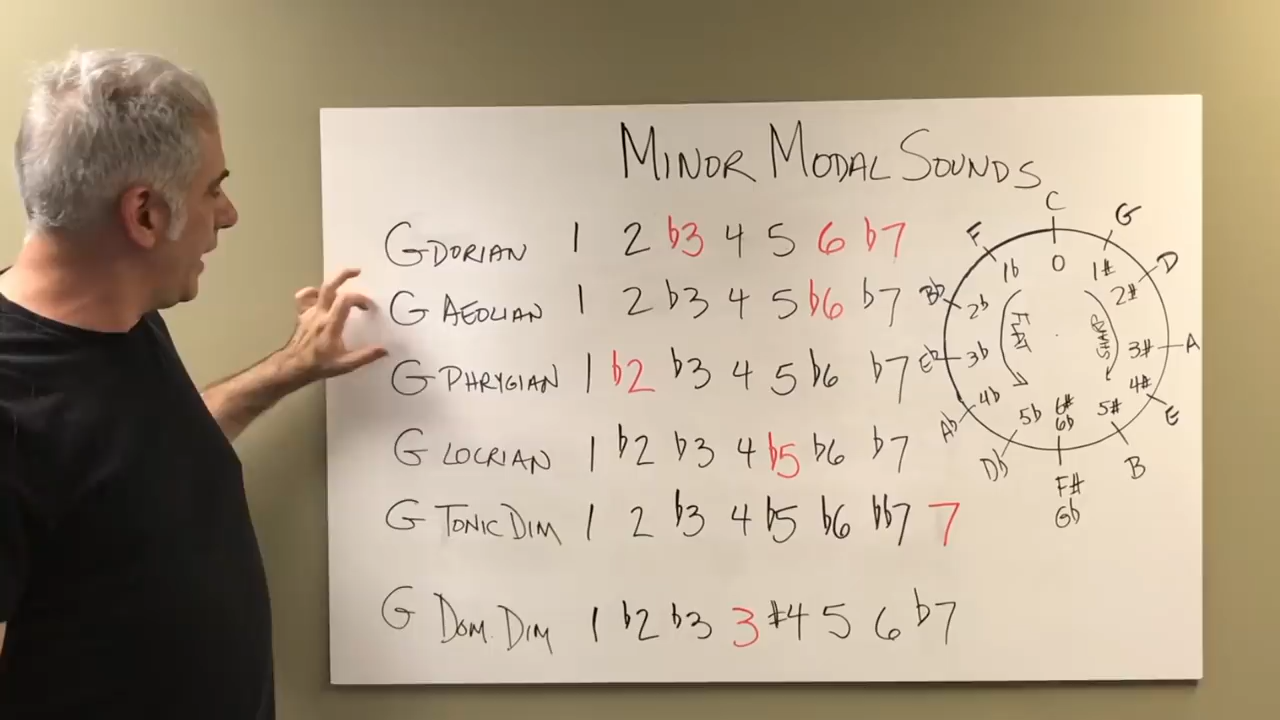 MINOR MODAL SOUNDS
G DORIAN 1 2 b3 4 5 6 b7
G AEOLIAN 1 2 b3 4 5 b6 b7
G PHRYGIAN 1 b2 b3 4 5 b6 b7
G LOCRIAN 1 b2 b3 4 b5 b6 b7
G TONIC DIM 1 2 b3 4 b5 b6 bb7 7
G DOM. DIM 1 b2 b3 3 #4 5 6 b7
C
G
D
A
E
B
F#
Gb
Db
Ab
Eb
Bb
F
0
1#
2#
3#
4#
5#
6#
6b
5b
4b
3b
2b
1b
FLAT
SHARP